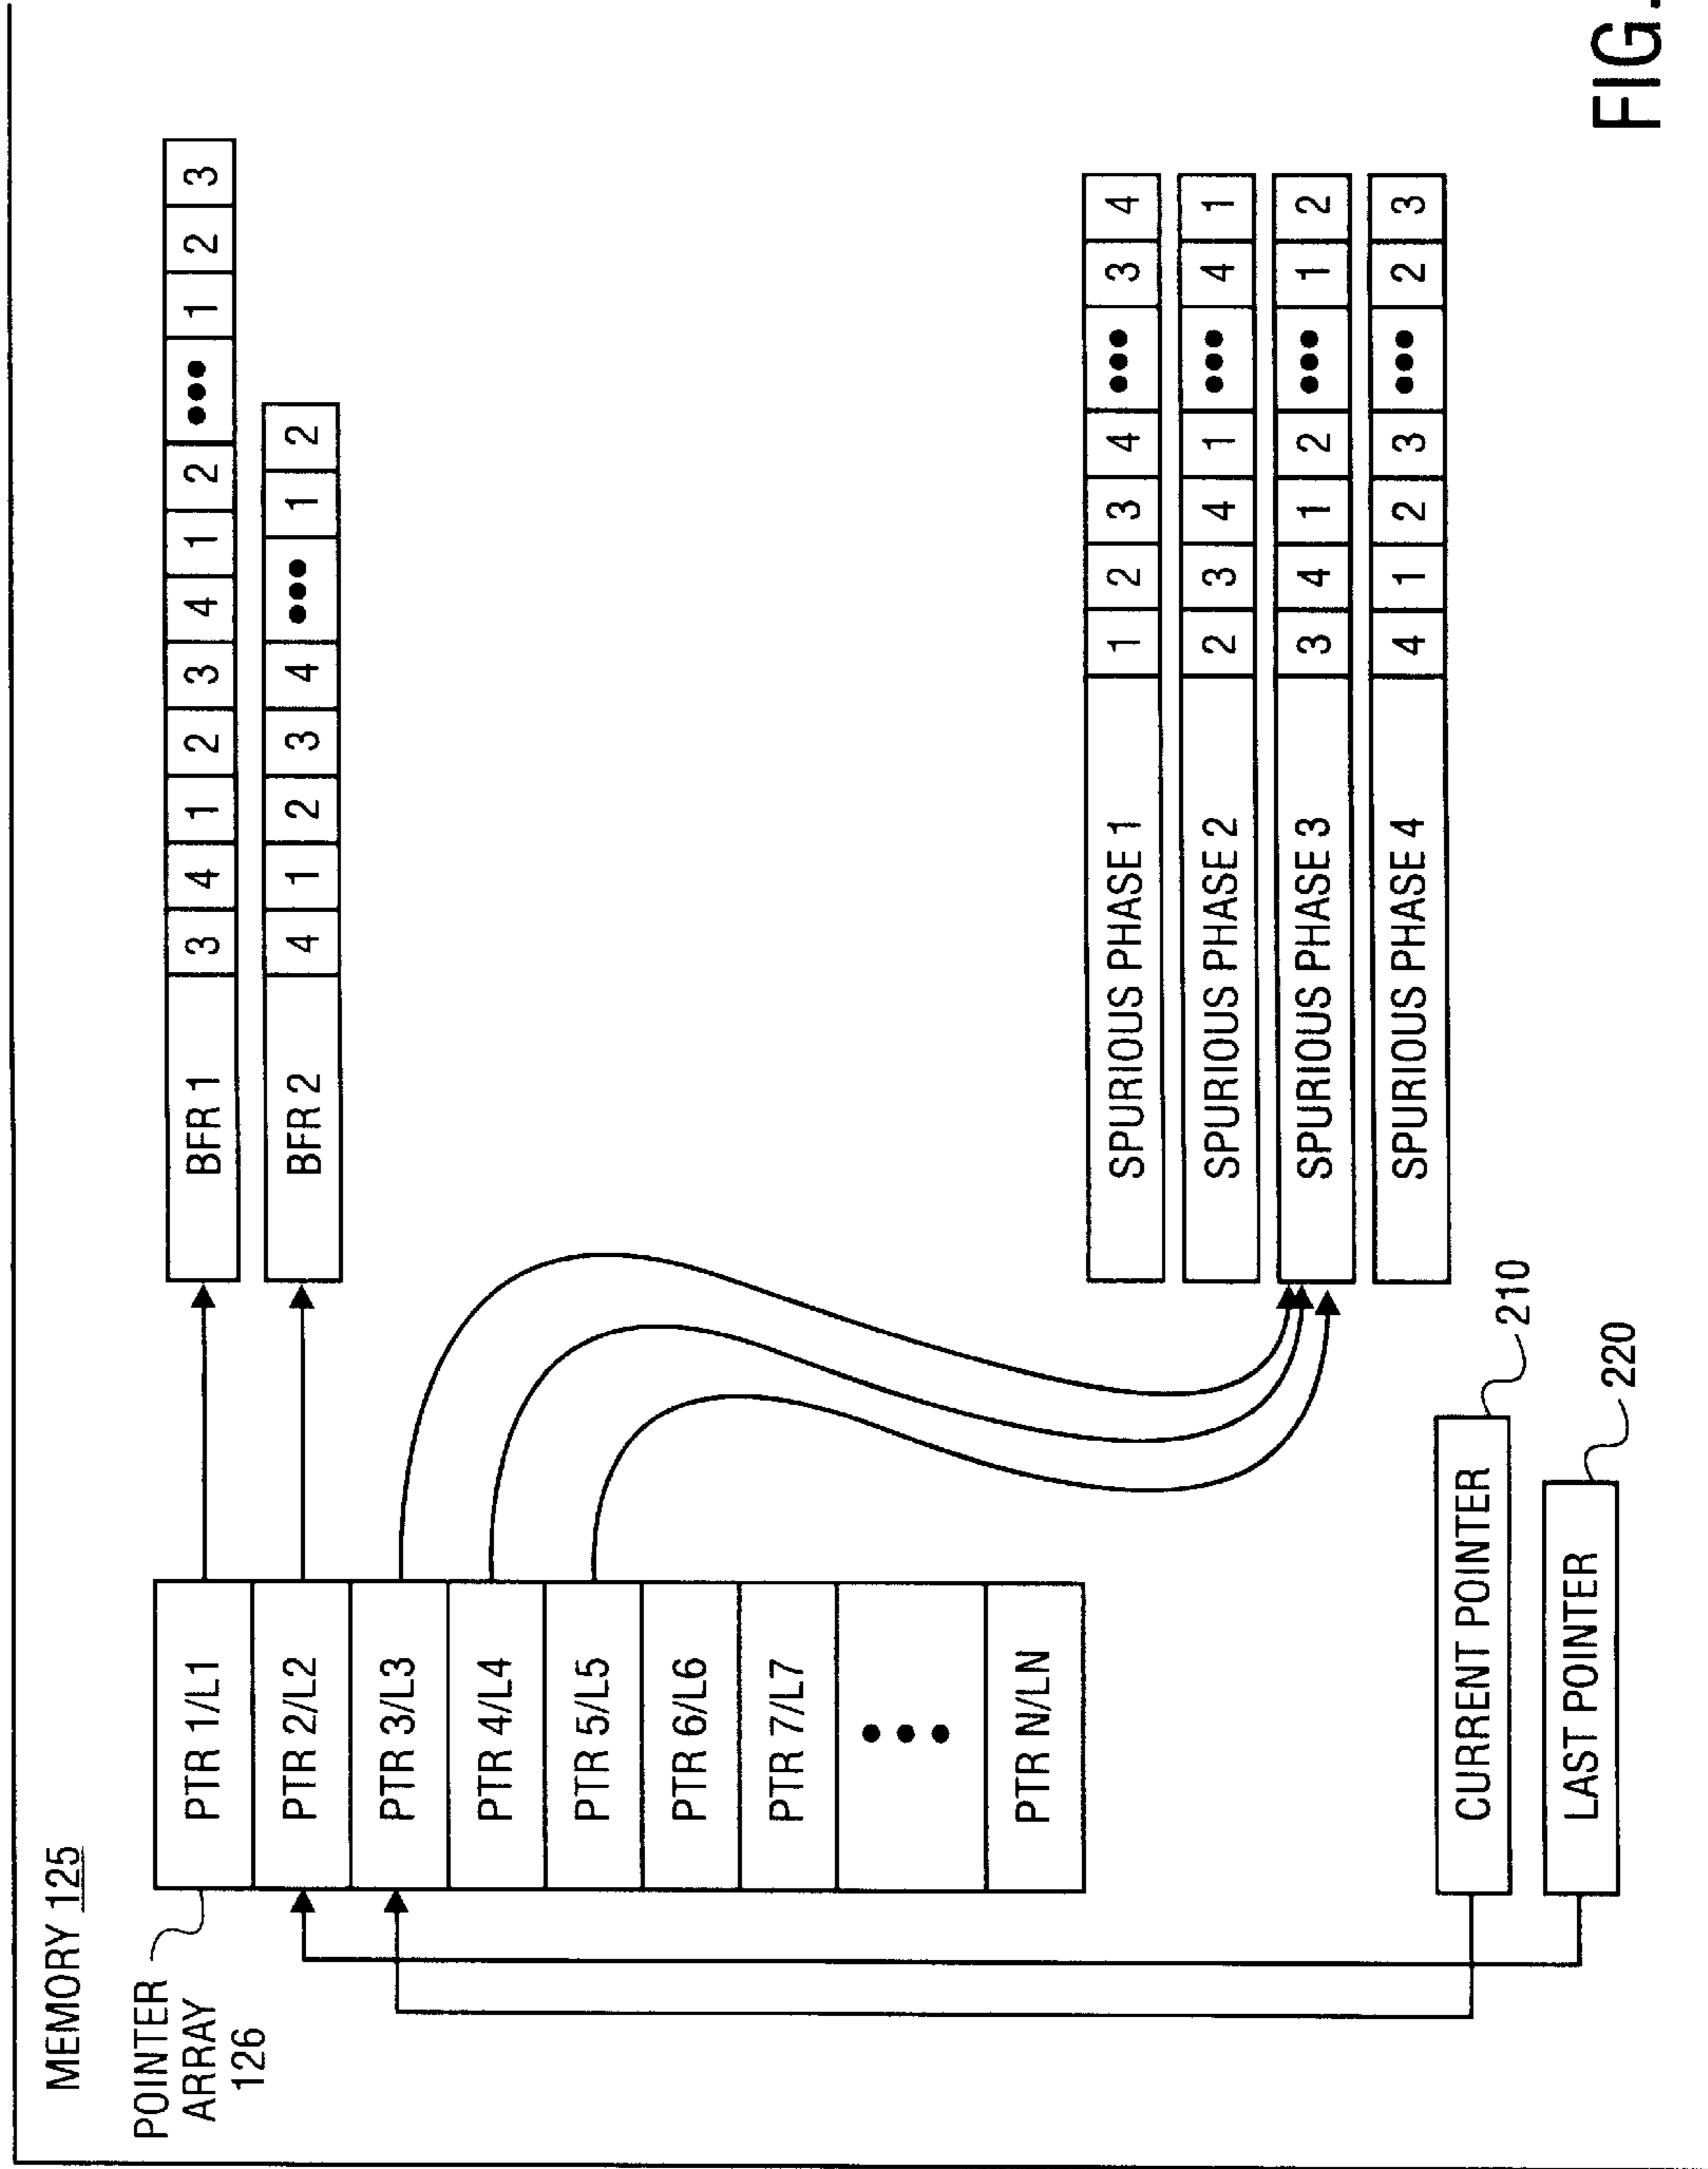 MEMORY 125
POINTER
ARRAY
126
PTR 1/L1
PTR 2/L2
PTR 3/L3
PTR 4/L4
PTR 5/L5
PTR 6/L6
PTR 7/L7
•••
PTR N/LN
BFR 1 3 4 1 2 3 4 1 2 ••• 1 2 3
BFR 2 4 1 2 3 4 ••• 1 2
SPURIOUS PHASE 1 1 2 3 4 ••• 3 4
SPURIOUS PHASE 2 2 3 4 1 ••• 4 1
SPURIOUS PHASE 3 3 4 1 2 ••• 1 2
SPURIOUS PHASE 4 4 1 2 3 ••• 2 3
CURRENT POINTER
210
LAST POINTER
220
FIG.